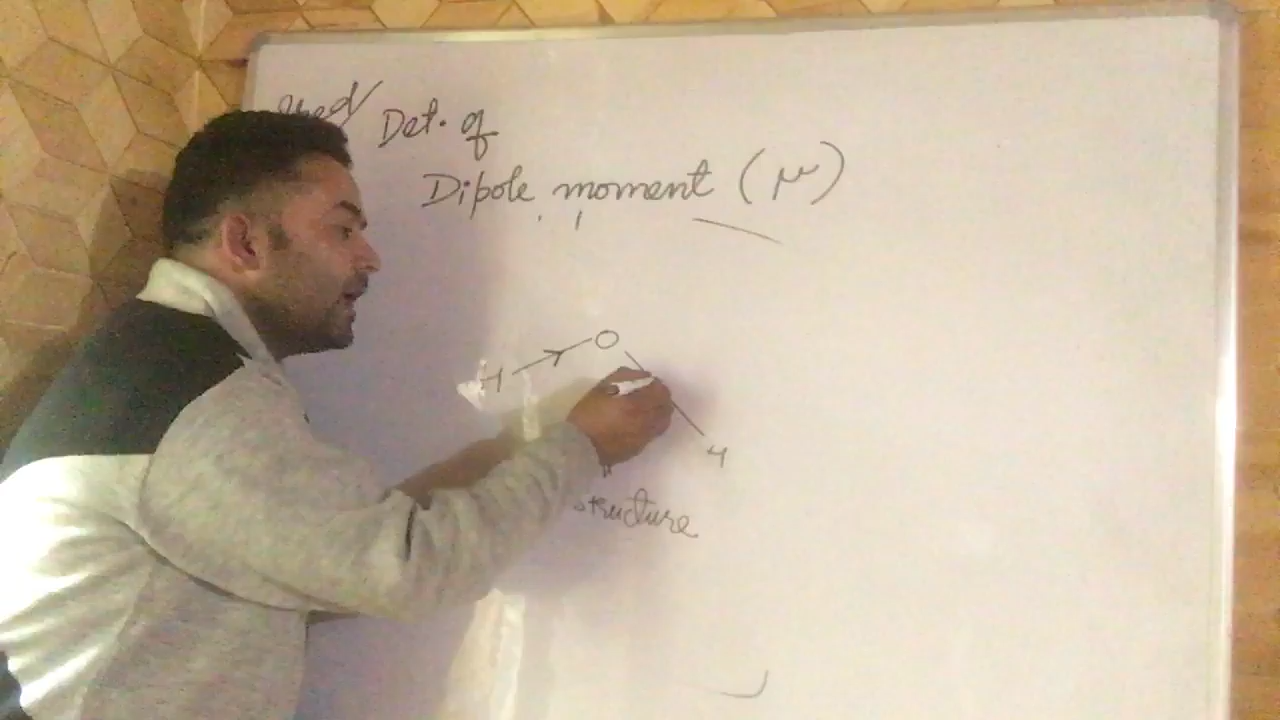 Det. of
Dipole moment (μ)
O
H
H
structure